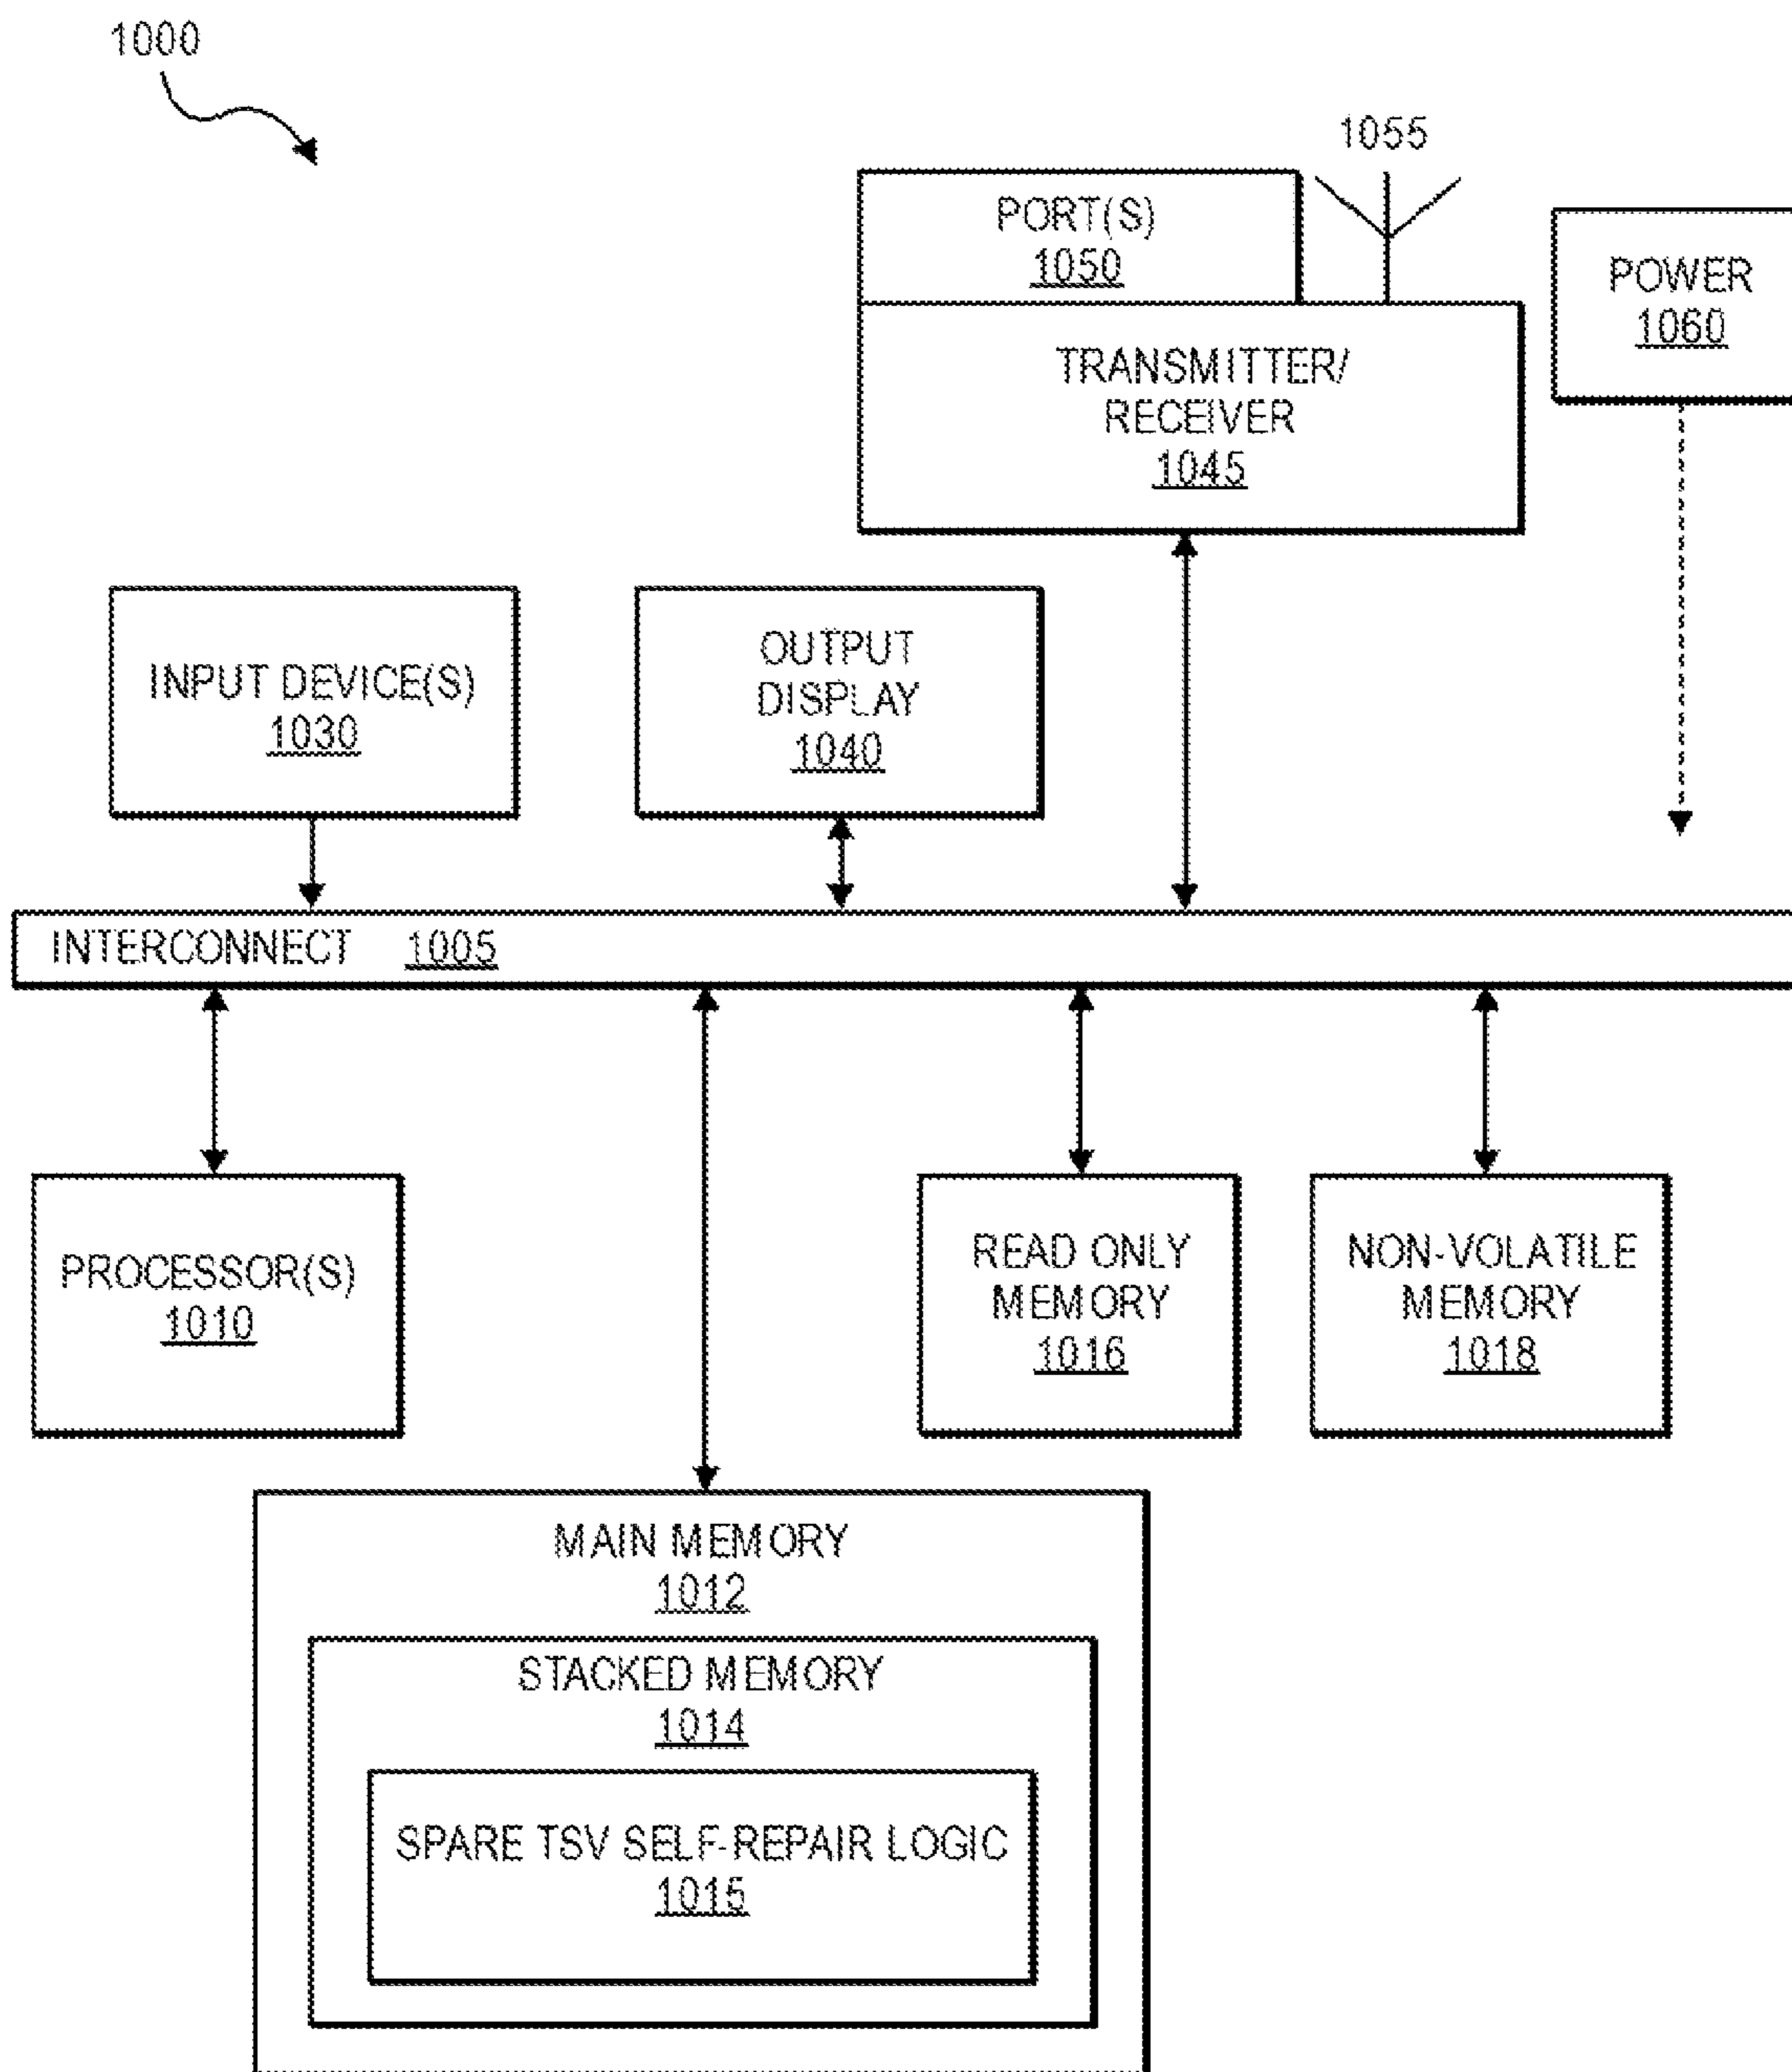 1000
1055
PORT(S)
1050
POWER
1060
TRANSMITTER/
RECEIVER
1045
INPUT DEVICE(S)
1030
OUTPUT
DISPLAY
1040
INTERCONNECT 1005
PROCESSOR(S)
1010
READ ONLY
MEMORY
1016
NON-VOLATILE
MEMORY
1018
MAIN MEMORY
1012
STACKED MEMORY
1014
SPARE TSV SELF-REPAIR LOGIC
1015